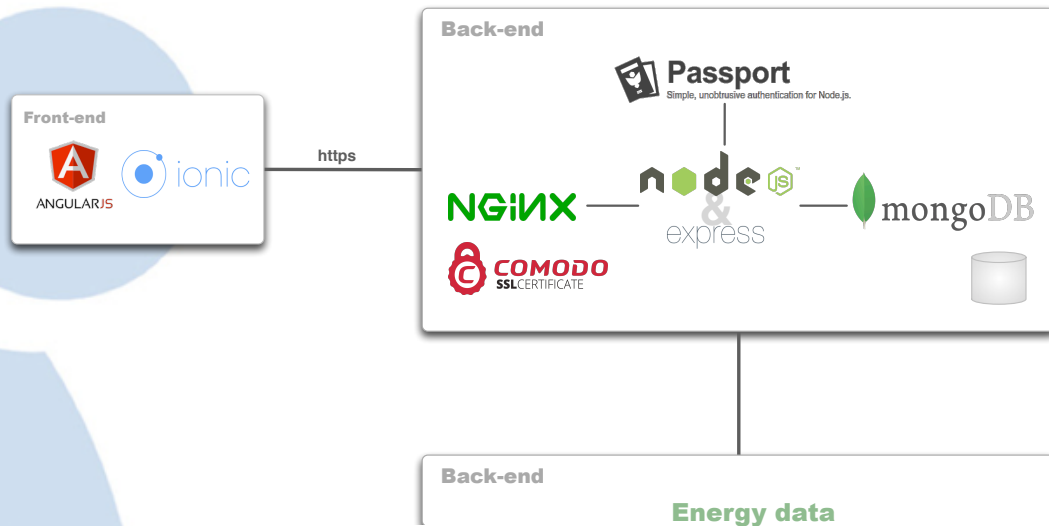 Back-end
Passport
Simple, unobtrusive authentication for Node.js.
Front-end
ANGULARJS
ionic
https
NGiNX
node JS ™
&
express
mongoDB
COMODO
SSLCERTIFICATE
Back-end
Energy data